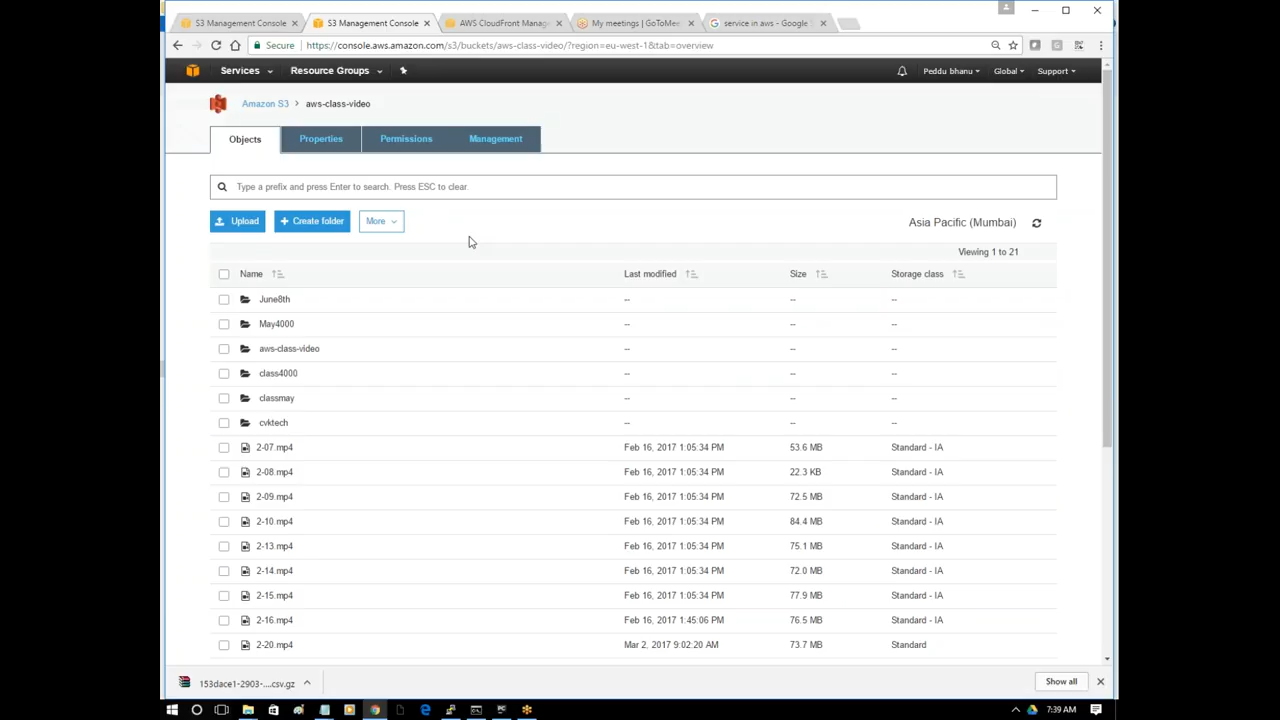 S3 Management Console
S3 Management Console
AWS CloudFront Manag
My meetings | GoToMee
service in aws - Google
Secure
https://console.aws.amazon.com/s3/buckets/aws-class-video/?region=eu-west-1&tab=overview
Services
Resource Groups
Peddu bhanu
Global
Support
Amazon S3 > aws-class-video
Objects
Properties
Permissions
Management
Type a prefix and press Enter to search. Press ESC to clear.
Upload
+ Create folder
More
Asia Pacific (Mumbai)
Viewing 1 to 21
Name Last modified Size Storage class
June8th -- -- --
May4000 -- -- --
aws-class-video -- -- --
class4000 -- -- --
classmay -- -- --
cvktech -- -- --
2-07.mp4 Feb 16, 2017 1:05:34 PM 53.6 MB Standard - IA
2-08.mp4 Feb 16, 2017 1:05:34 PM 22.3 KB Standard - IA
2-09.mp4 Feb 16, 2017 1:05:34 PM 72.5 MB Standard - IA
2-10.mp4 Feb 16, 2017 1:05:34 PM 84.4 MB Standard - IA
2-13.mp4 Feb 16, 2017 1:05:34 PM 75.1 MB Standard - IA
2-14.mp4 Feb 16, 2017 1:05:34 PM 72.0 MB Standard - IA
2-15.mp4 Feb 16, 2017 1:05:34 PM 77.9 MB Standard - IA
2-16.mp4 Feb 16, 2017 1:45:06 PM 76.5 MB Standard - IA
2-20.mp4 Mar 2, 2017 9:02:20 AM 73.7 MB Standard
153dace1-2903-....csv.gz
Show all
7:39 AM